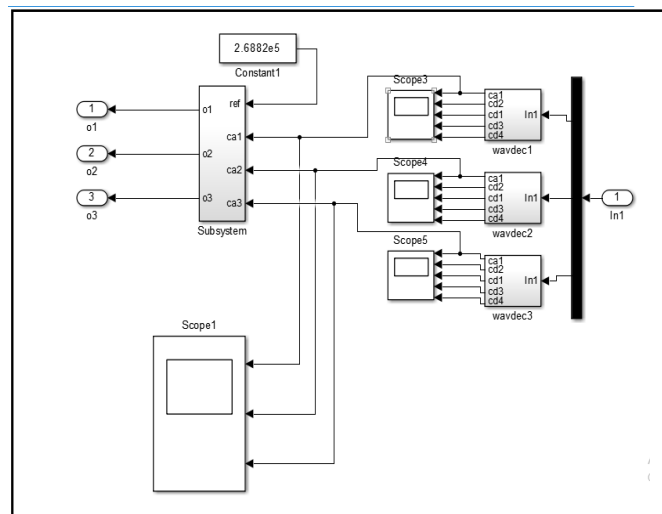 2.6882e5
Constant1
1
o1
2
o2
3
o3
o1
o2
o3
ref
ca1
ca2
ca3
Subsystem
Scope3
ca1
cd2
cd1
cd3
cd4
In1
wavdec1
Scope4
ca1
cd2
cd1
cd3
cd4
In1
wavdec2
Scope5
ca1
cd2
cd1
cd3
cd4
In1
wavdec3
1
In1
Scope1